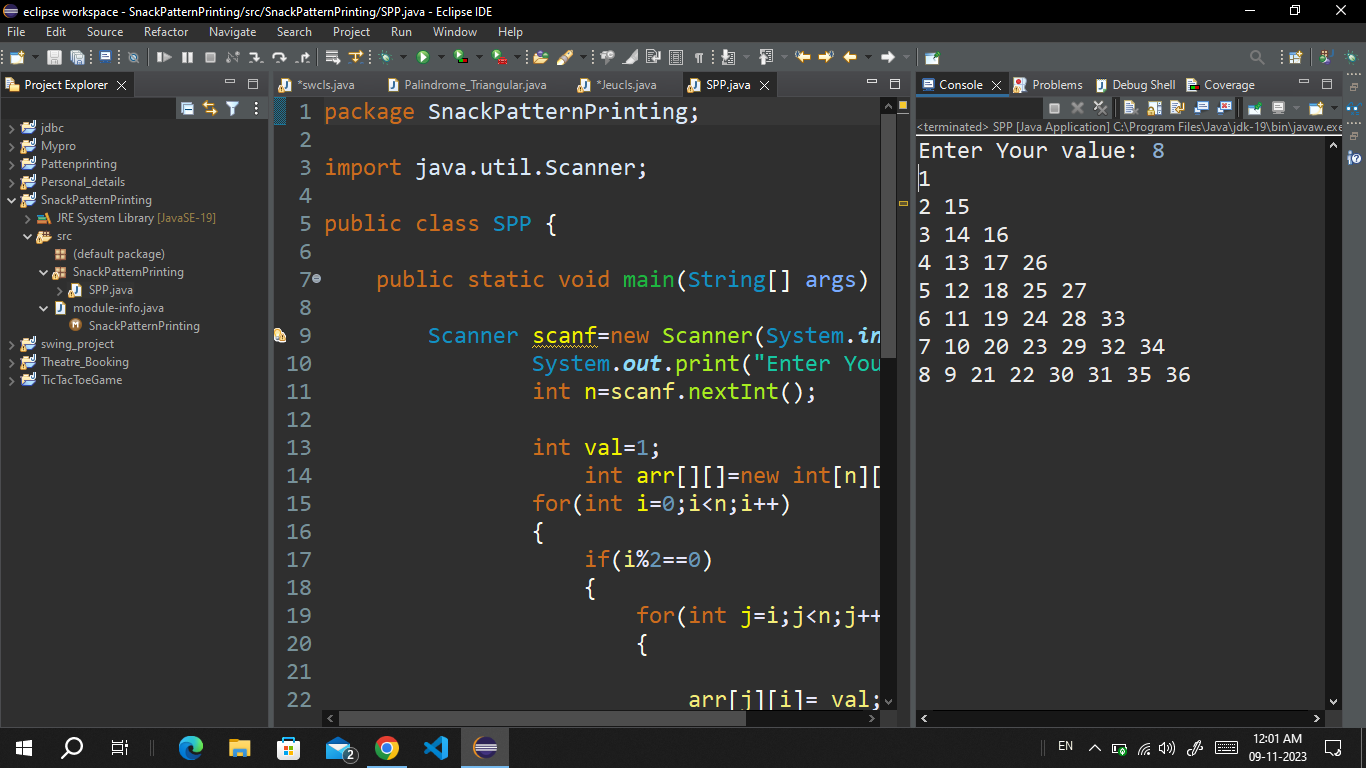 eclipse workspace - SnackPatternPrinting/src/SnackPatternPrinting/SPP.java - Eclipse IDE
File Edit Source Refactor Navigate Search Project Run Window Help
Project Explorer
jdbc
Mypro
Pattenprinting
Personal_details
SnackPatternPrinting
JRE System Library [JavaSE-19]
src
(default package)
SnackPatternPrinting
SPP.java
module-info.java
SnackPatternPrinting
swing_project
Theatre_Booking
TicTacToeGame
*swcls.java Palindrome_Triangular.java *Jeucls.java SPP.java
1 package SnackPatternPrinting;
2
3 import java.util.Scanner;
4
5 public class SPP {
6
7 public static void main(String[] args)
8
9 Scanner scanf=new Scanner(System.in
10 System.out.print("Enter You
11 int n=scanf.nextInt();
12
13 int val=1;
14 int arr[][]=new int[n][
15 for(int i=0;i<n;i++)
16 {
17 if(i%2==0)
18 {
19 for(int j=i;j<n;j++
20 {
21
22 arr[j][i]= val;
Console Problems Debug Shell Coverage
<terminated> SPP [Java Application] C:\Program Files\Java\jdk-19\bin\javaw.exe
Enter Your value: 8
1
2 15
3 14 16
4 13 17 26
5 12 18 25 27
6 11 19 24 28 33
7 10 20 23 29 32 34
8 9 21 22 30 31 35 36
2
EN
12:01 AM
09-11-2023